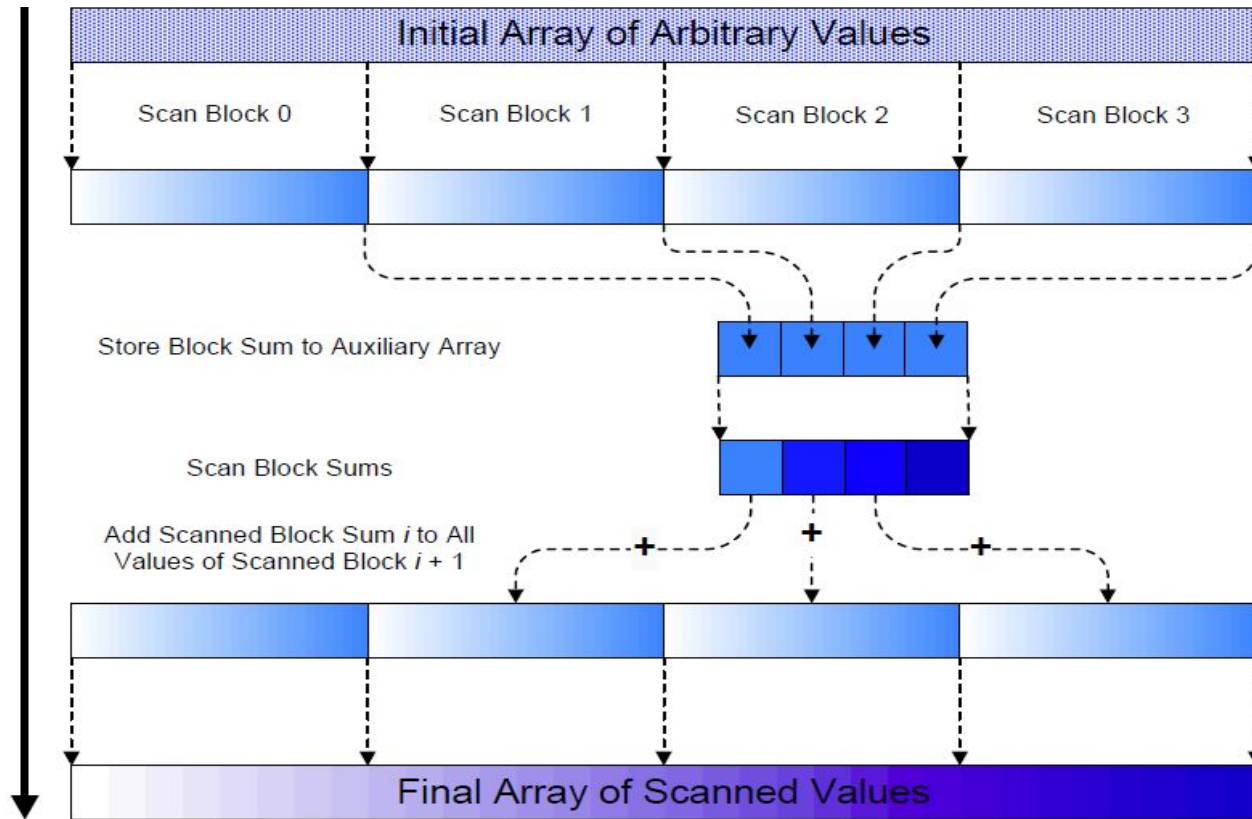 Initial Array of Arbitrary Values
Scan Block 0
Scan Block 1
Scan Block 2
Scan Block 3
Store Block Sum to Auxiliary Array
Scan Block Sums
Add Scanned Block Sum i to All
Values of Scanned Block i + 1
+
+
+
Final Array of Scanned Values